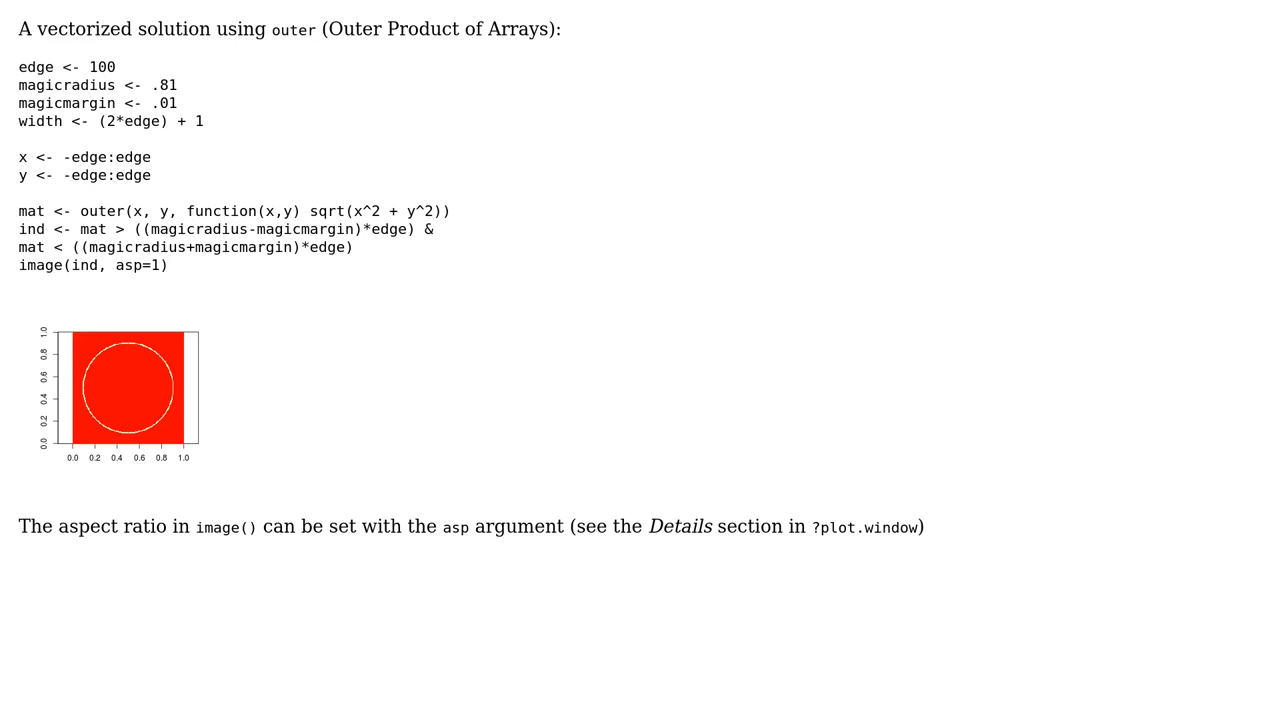 A vectorized solution using outer (Outer Product of Arrays):
edge <- 100
magicradius <- .81
magicmargin <- .01
width <- (2*edge) + 1
x <- -edge:edge
y <- -edge:edge
mat <- outer(x, y, function(x,y) sqrt(x^2 + y^2))
ind <- mat > ((magicradius-magicmargin)*edge) &
mat < ((magicradius+magicmargin)*edge)
image(ind, asp=1)
1.0
0.8
0.6
0.4
0.2
0.0
0.0 0.2 0.4 0.6 0.8 1.0
The aspect ratio in image() can be set with the asp argument (see the Details section in ?plot.window)